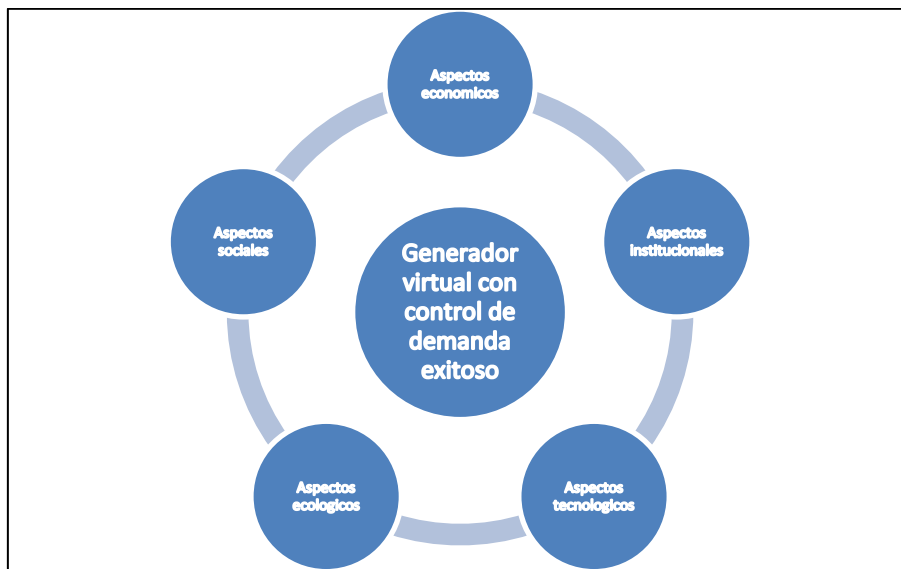 Aspectos
economicos
Aspectos
institucionales
Aspectos
sociales
Generador
virtual con
control de
demanda
exitoso
Aspectos
ecologicos
Aspectos
tecnologicos